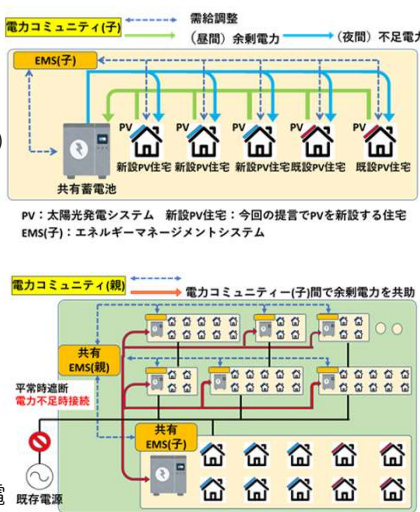 電力コミュニティ(子)
需給調整
（昼間）余剰電力
（夜間）不足電力
EMS(子)
PV
PV
PV
PV
PV
新設PV住宅 新設PV住宅 新設PV住宅 既設PV住宅 既設PV住宅
共有蓄電池
PV：太陽光発電システム 新設PV住宅：今回の提言でPVを新設する住宅
EMS(子)：エネルギーマネージメントシステム
電力コミュニティ(親)
電力コミュニティー(子)間で余剰電力を共助
共有
EMS(親)
平常時遮断
電力不足時接続
共有
EMS(子)
既存電源
電